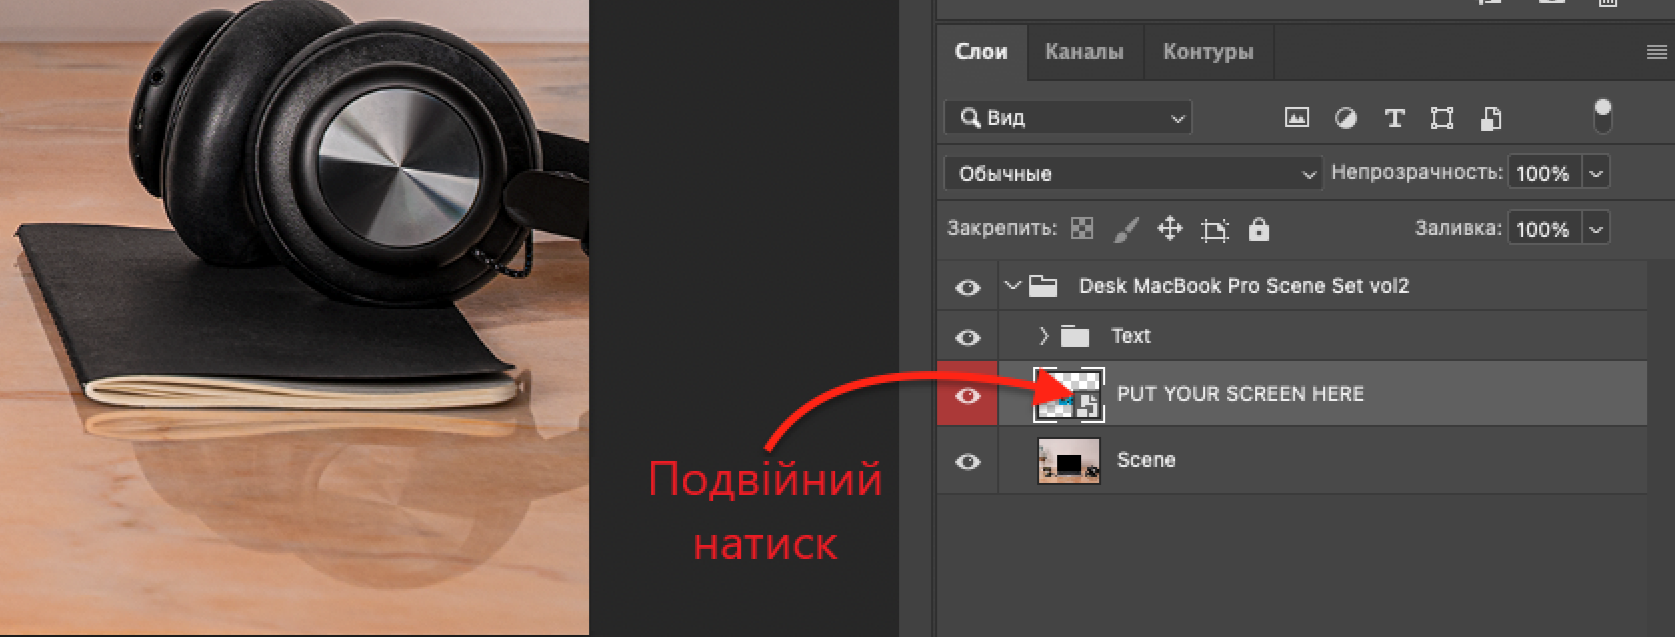 Слои Каналы Контуры
Вид
Обычные Непрозрачность: 100%
Закрепить: Заливка: 100%
Desk MacBook Pro Scene Set vol2
Text
PUT YOUR SCREEN HERE
Scene
Подвійний
натиск